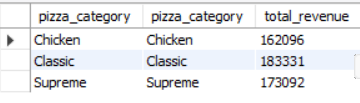 pizza_category pizza_category total_revenue
Chicken Chicken 162096
Classic Classic 183331
Supreme Supreme 173092